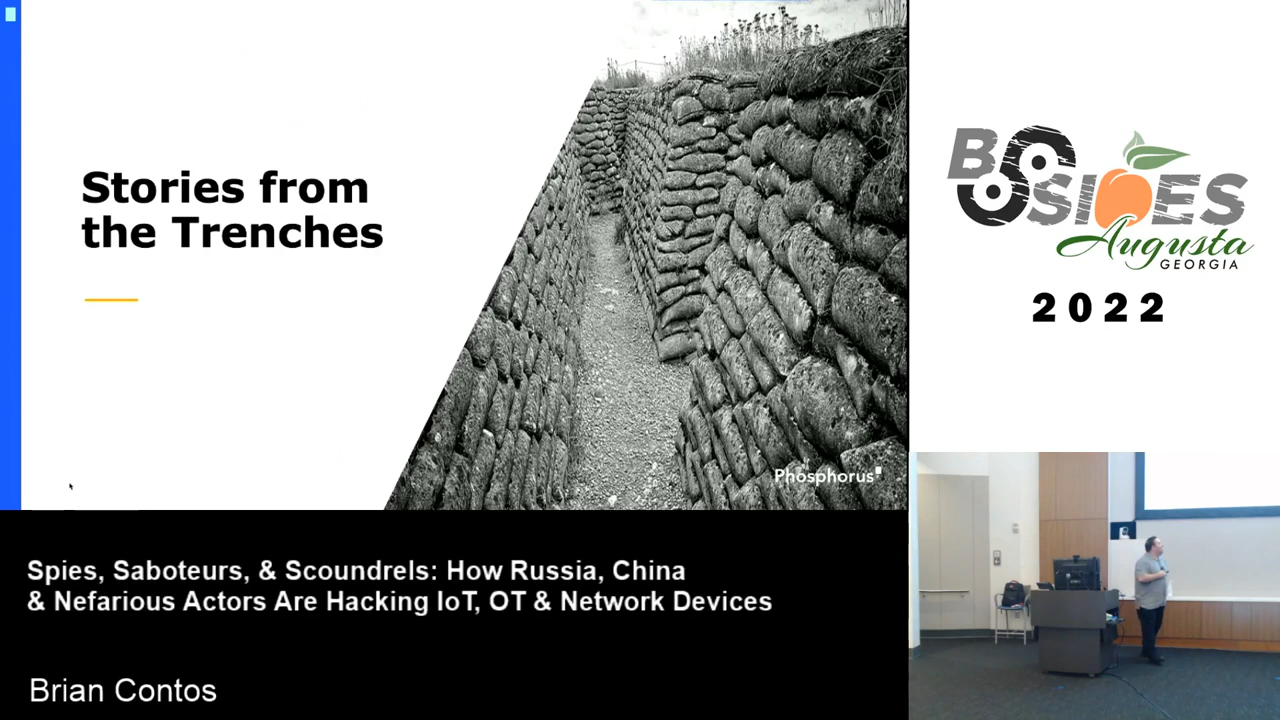 Stories from
the Trenches
Phosphorus
BSIDES
Augusta
GEORGIA
2022
Spies, Saboteurs, & Scoundrels: How Russia, China
& Nefarious Actors Are Hacking IoT, OT & Network Devices
Brian Contos